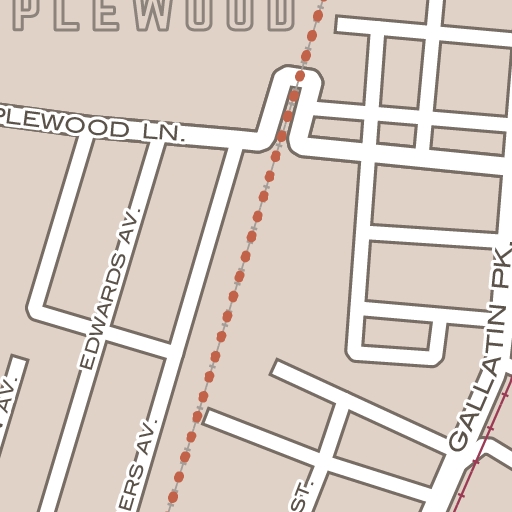 PLEWOOD
PLEWOOD LN.
EDWARDS AV.
GALLATIN PK.
AV.
ERS AV.
ST.